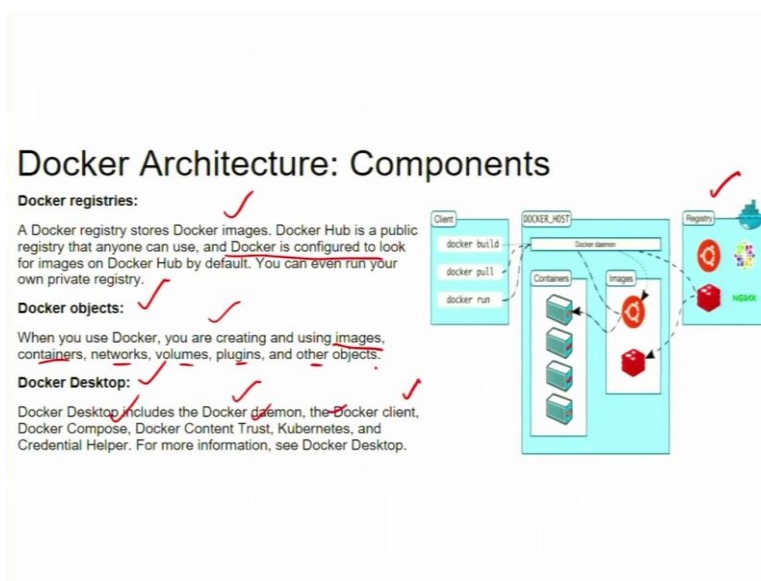 Docker Architecture: Components
Docker registries:
A Docker registry stores Docker images. Docker Hub is a public
registry that anyone can use, and Docker is configured to look
for images on Docker Hub by default. You can even run your
own private registry.
Docker objects:
When you use Docker, you are creating and using images,
containers, networks, volumes, plugins, and other objects.
Docker Desktop:
Docker Desktop includes the Docker daemon, the Docker client,
Docker Compose, Docker Content Trust, Kubernetes, and
Credential Helper. For more information, see Docker Desktop.
Client
docker build
docker pull
docker run
DOCKER_HOST
Docker daemon
Containers
Images
Registry
NGINX